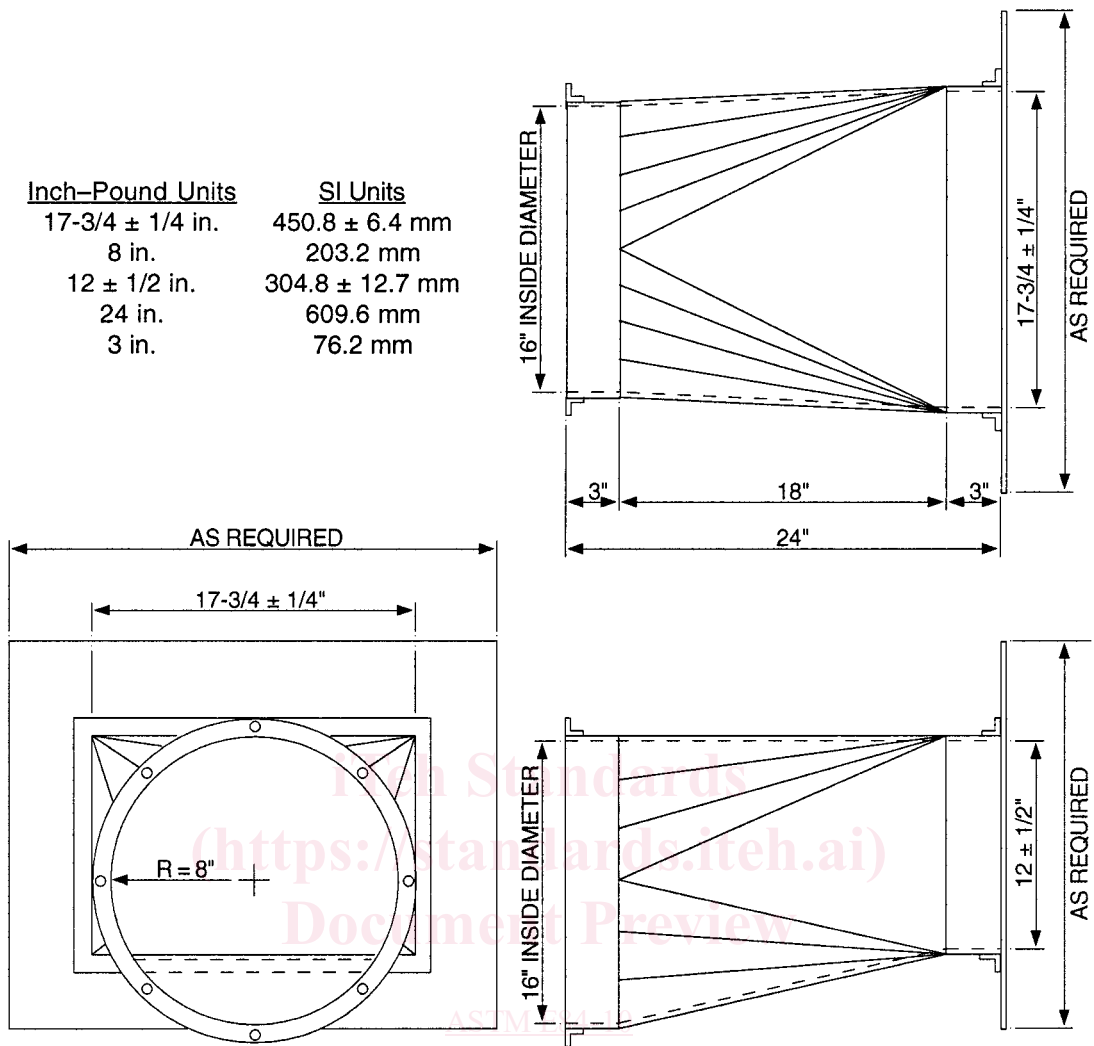 Inch–Pound Units SI Units
17-3/4 ± 1/4 in. 450.8 ± 6.4 mm
8 in. 203.2 mm
12 ± 1/2 in. 304.8 ± 12.7 mm
24 in. 609.6 mm
3 in. 76.2 mm
16" INSIDE DIAMETER
17-3/4 ± 1/4"
AS REQUIRED
3" 18" 3"
24"
AS REQUIRED
17-3/4 ± 1/4"
R = 8"
16" INSIDE DIAMETER
12 ± 1/2"
AS REQUIRED
iTeh Standards
(https://standards.iteh.ai)
Document Preview
ASTM E84-19